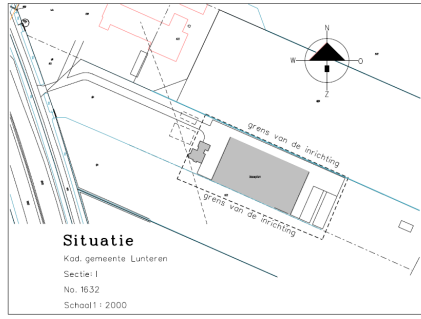 N
W
O
Z
grens van de inrichting
grens van de inrichting
Situatie
Kad. gemeente Lunteren
Sectie: I
No. 1632
Schaal 1 : 2000